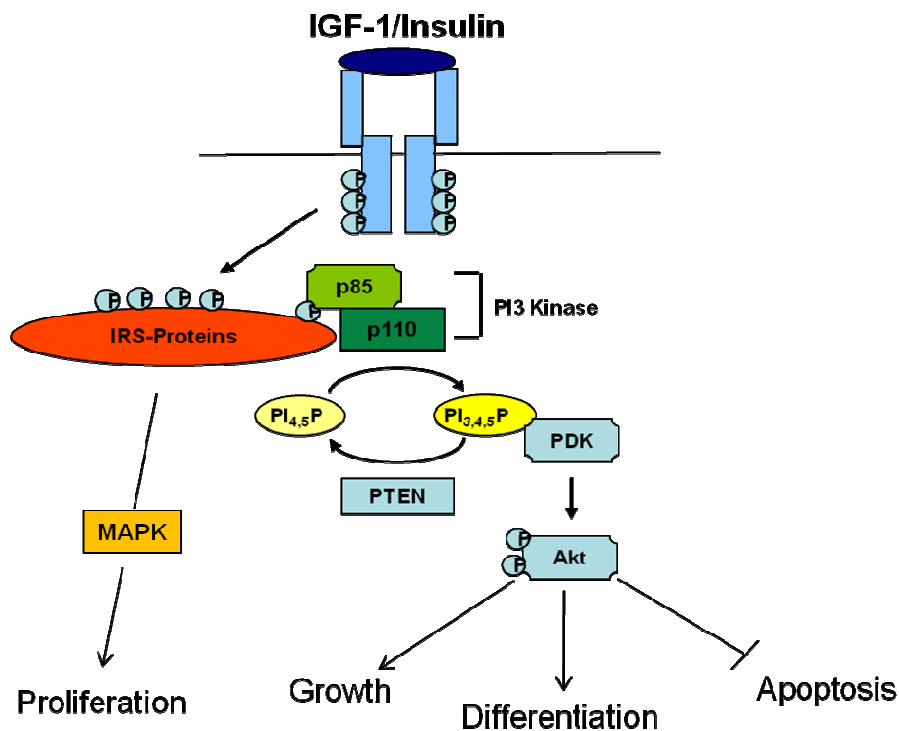 IGF-1/Insulin
P P
P P
P P
p85
PI3 Kinase
P P P P
P
IRS-Proteins
p110
PI4,5P
PI3,4,5P
PDK
PTEN
MAPK
P
P
Akt
Proliferation
Growth
Differentiation
Apoptosis